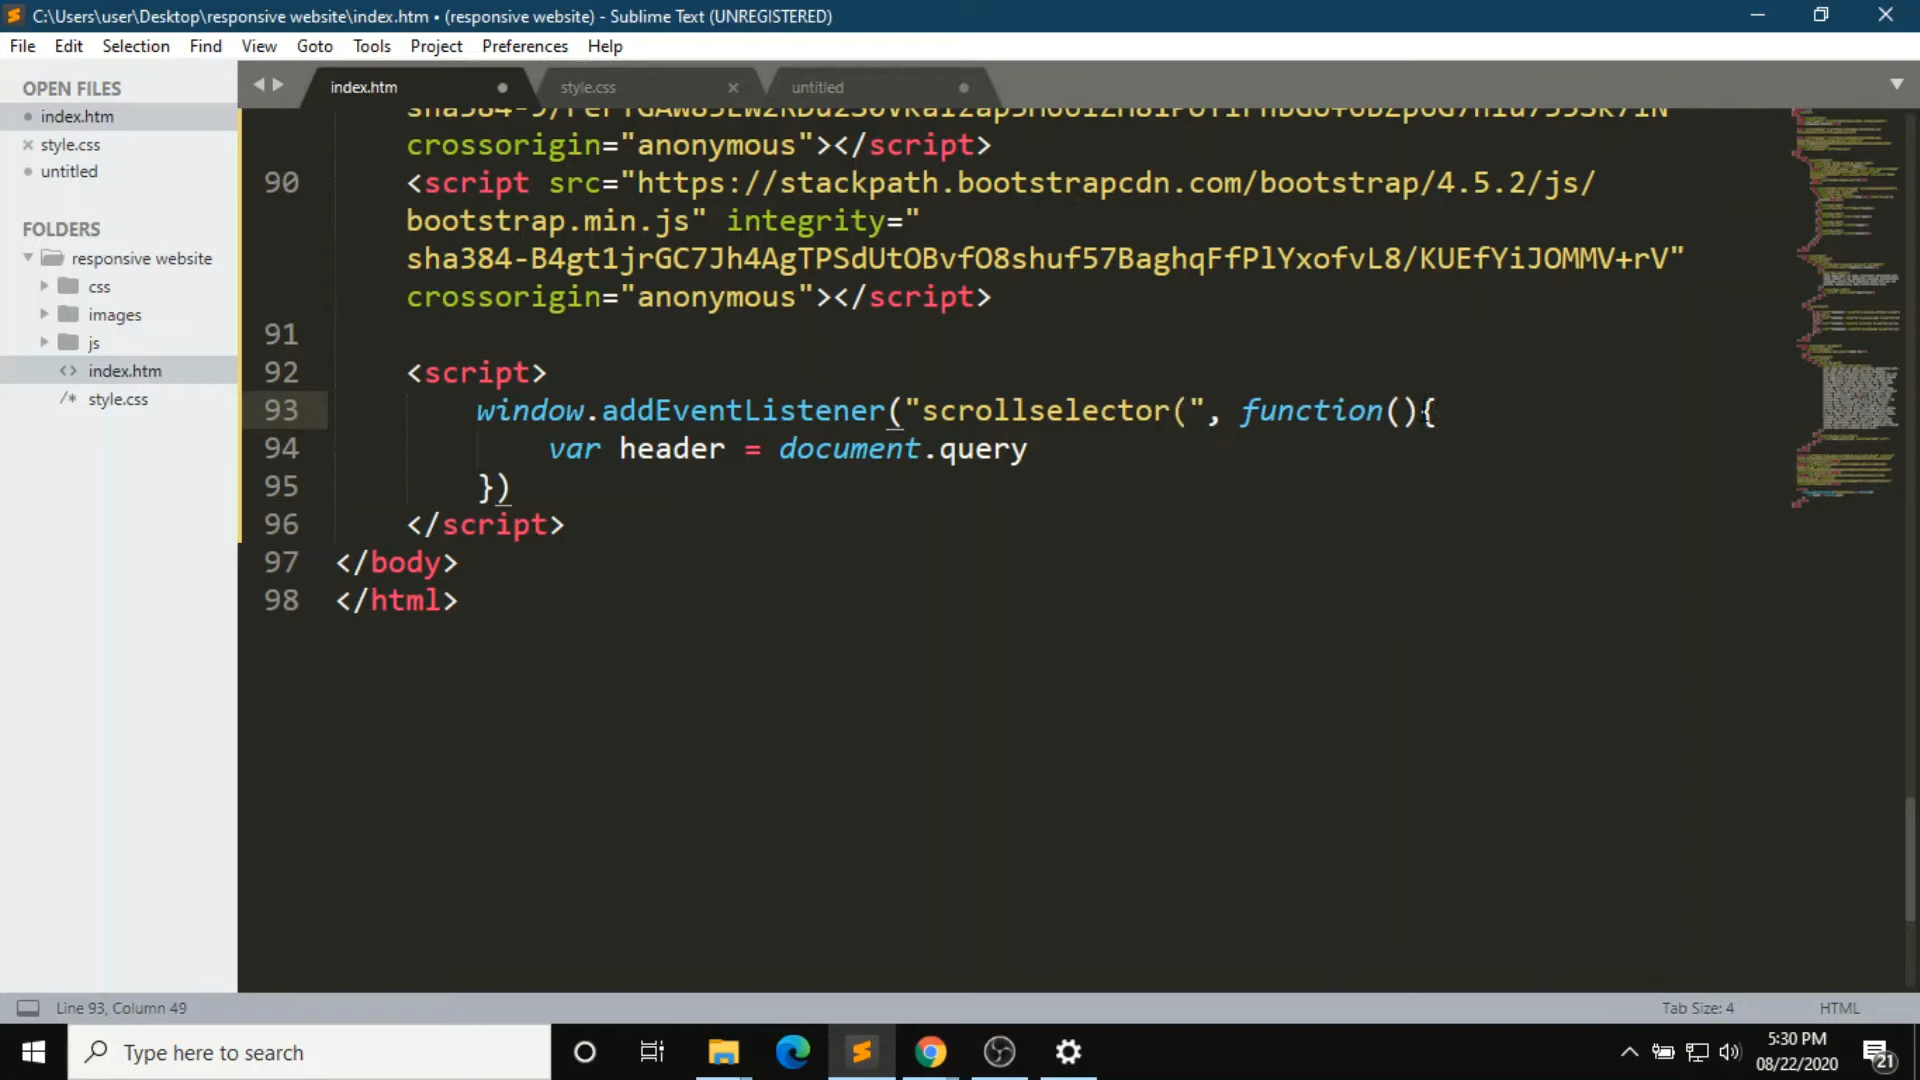 C:\Users\user\Desktop\responsive website\index.htm • (responsive website) - Sublime Text (UNREGISTERED)
File Edit Selection Find View Goto Tools Project Preferences Help
OPEN FILES
index.htm
style.css
untitled
FOLDERS
responsive website
css
images
js
<> index.htm
/* style.css
index.htm style.css untitled
crossorigin="anonymous"></script>
90 <script src="https://stackpath.bootstrapcdn.com/bootstrap/4.5.2/js/
bootstrap.min.js" integrity="
sha384-B4gt1jrGC7Jh4AgTPSdUtOBvfO8shuf57BaghqFfPlYxofvL8/KUEfYiJOMMV+rV"
crossorigin="anonymous"></script>
91
92 <script>
93 window.addEventListener("scrollselector(", function(){
94 var header = document.query
95 })
96 </script>
97 </body>
98 </html>
Line 93, Column 49
Tab Size: 4 HTML
Type here to search
5:30 PM
08/22/2020
21